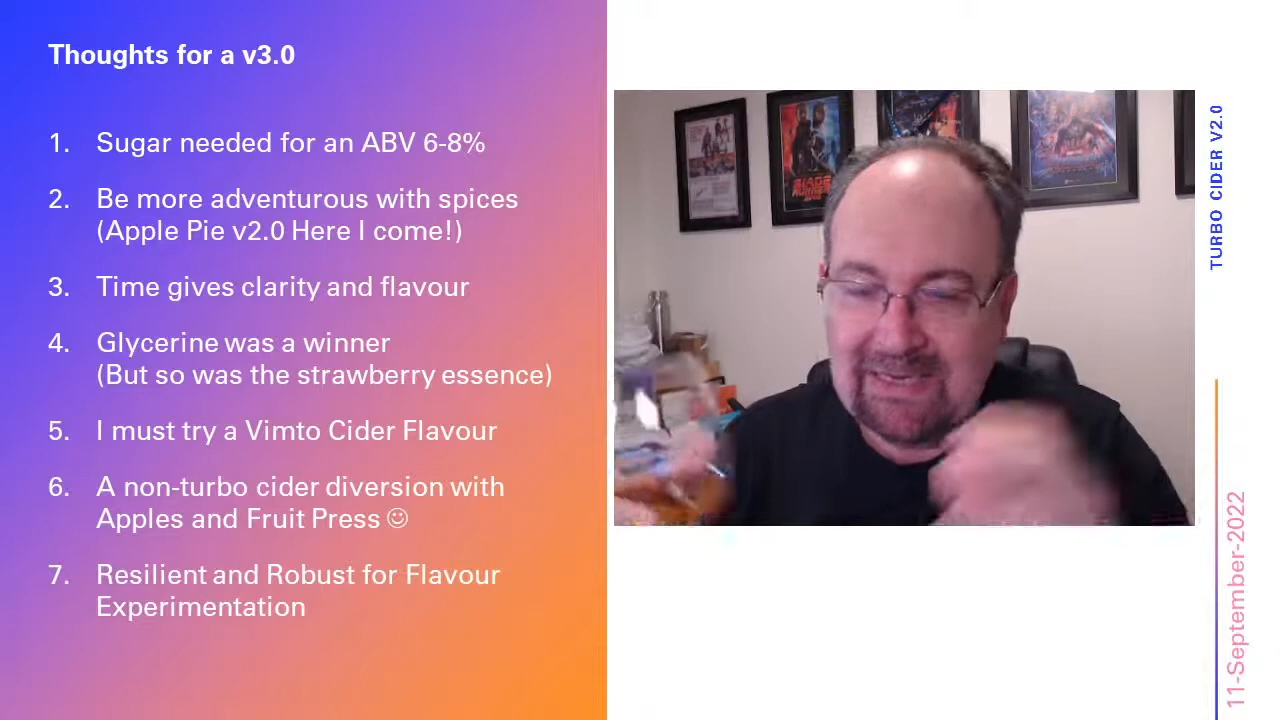 Thoughts for a v3.0
1. Sugar needed for an ABV 6-8%
2. Be more adventurous with spices
(Apple Pie v2.0 Here I come!)
3. Time gives clarity and flavour
4. Glycerine was a winner
(But so was the strawberry essence)
5. I must try a Vimto Cider Flavour
6. A non-turbo cider diversion with
Apples and Fruit Press ☺
7. Resilient and Robust for Flavour
Experimentation
BLADE
RUNNER
TURBO CIDER V2.0
11-September-2022